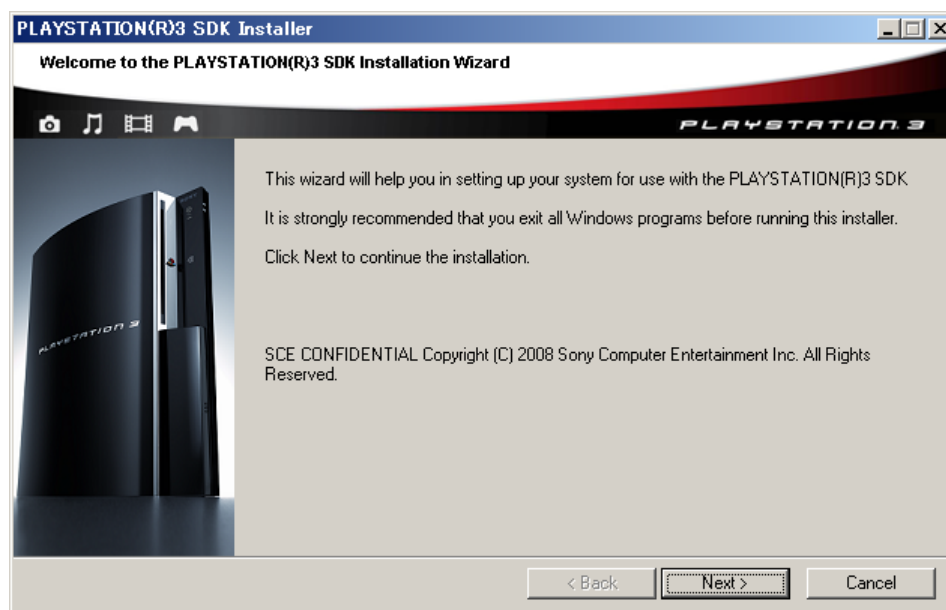 PLAYSTATION(R)3 SDK Installer
Welcome to the PLAYSTATION(R)3 SDK Installation Wizard
PLAYSTATION 3
This wizard will help you in setting up your system for use with the PLAYSTATION(R)3 SDK
It is strongly recommended that you exit all Windows programs before running this installer.
Click Next to continue the installation.
PLAYSTATION 3
SCE CONFIDENTIAL Copyright (C) 2008 Sony Computer Entertainment Inc. All Rights
Reserved.
< Back
Next >
Cancel